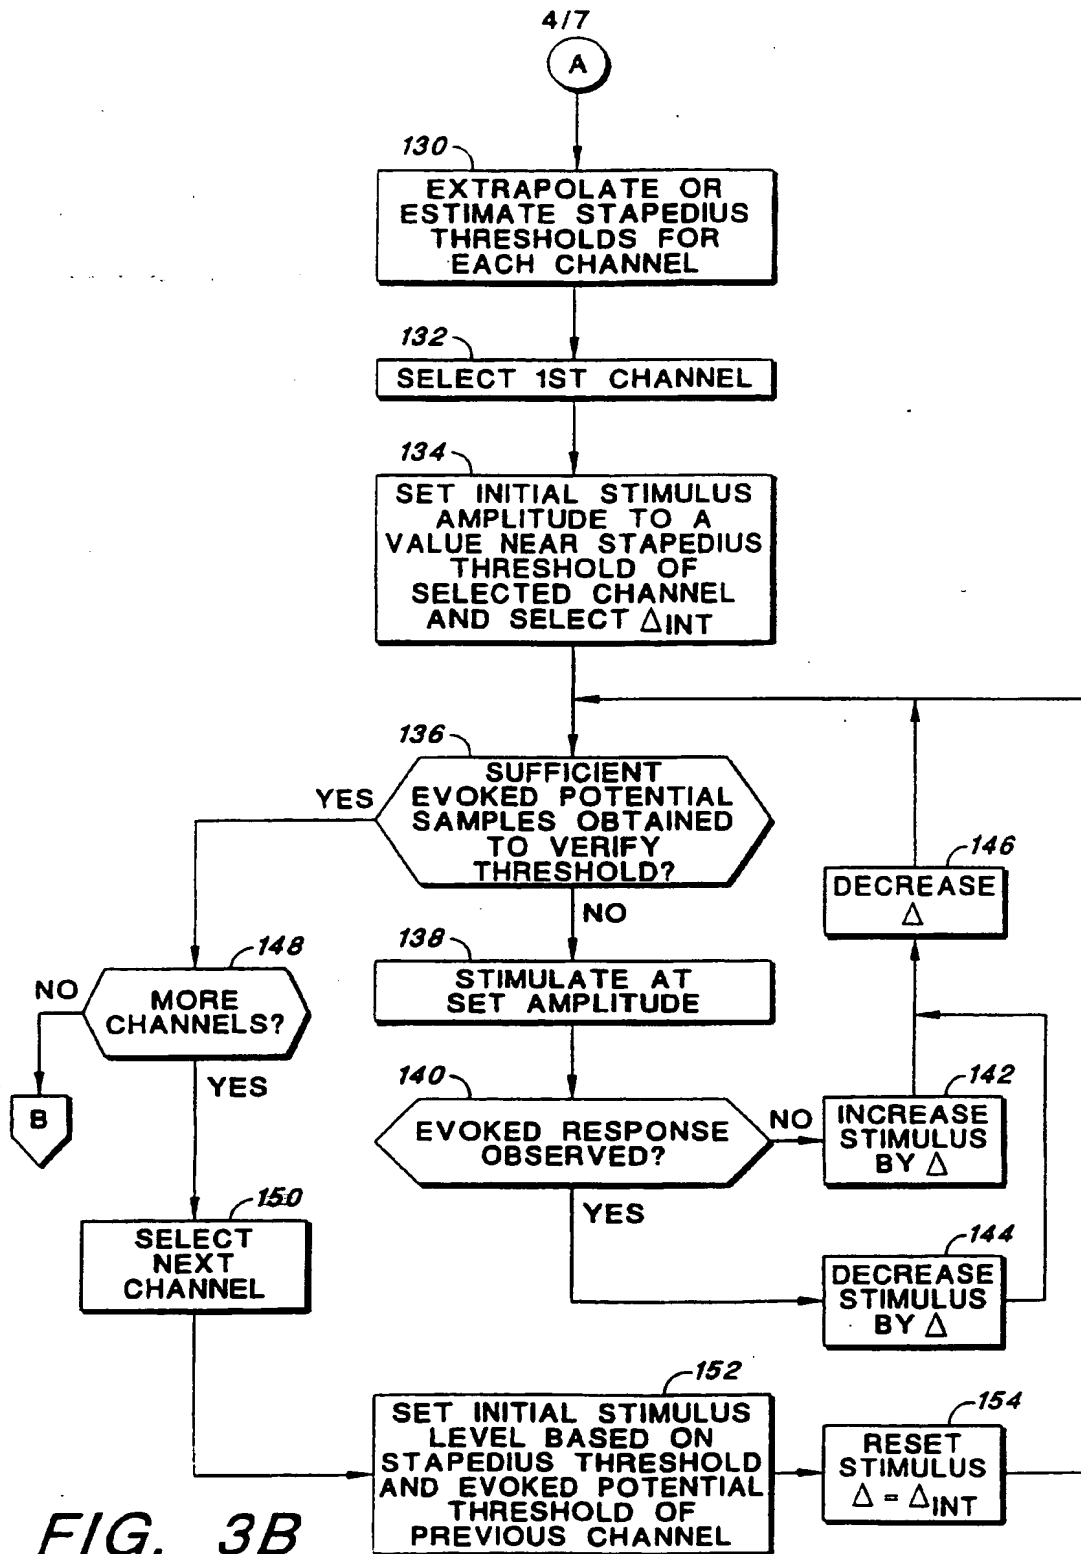 4/7
A
130
EXTRAPOLATE OR
ESTIMATE STAPEDIUS
THRESHOLDS FOR
EACH CHANNEL
132
SELECT 1ST CHANNEL
134
SET INITIAL STIMULUS
AMPLITUDE TO A
VALUE NEAR STAPEDIUS
THRESHOLD OF
SELECTED CHANNEL
AND SELECT ΔINT
136
SUFFICIENT
EVOKED POTENTIAL
SAMPLES OBTAINED
TO VERIFY
THRESHOLD?
YES
NO
146
DECREASE
Δ
148
MORE
CHANNELS?
NO
YES
B
138
STIMULATE AT
SET AMPLITUDE
140
EVOKED RESPONSE
OBSERVED?
NO
YES
142
INCREASE
STIMULUS
BY Δ
144
DECREASE
STIMULUS
BY Δ
150
SELECT
NEXT
CHANNEL
152
SET INITIAL STIMULUS
LEVEL BASED ON
STAPEDIUS THRESHOLD
AND EVOKED POTENTIAL
THRESHOLD OF
PREVIOUS CHANNEL
154
RESET
STIMULUS
Δ = ΔINT
FIG. 3B